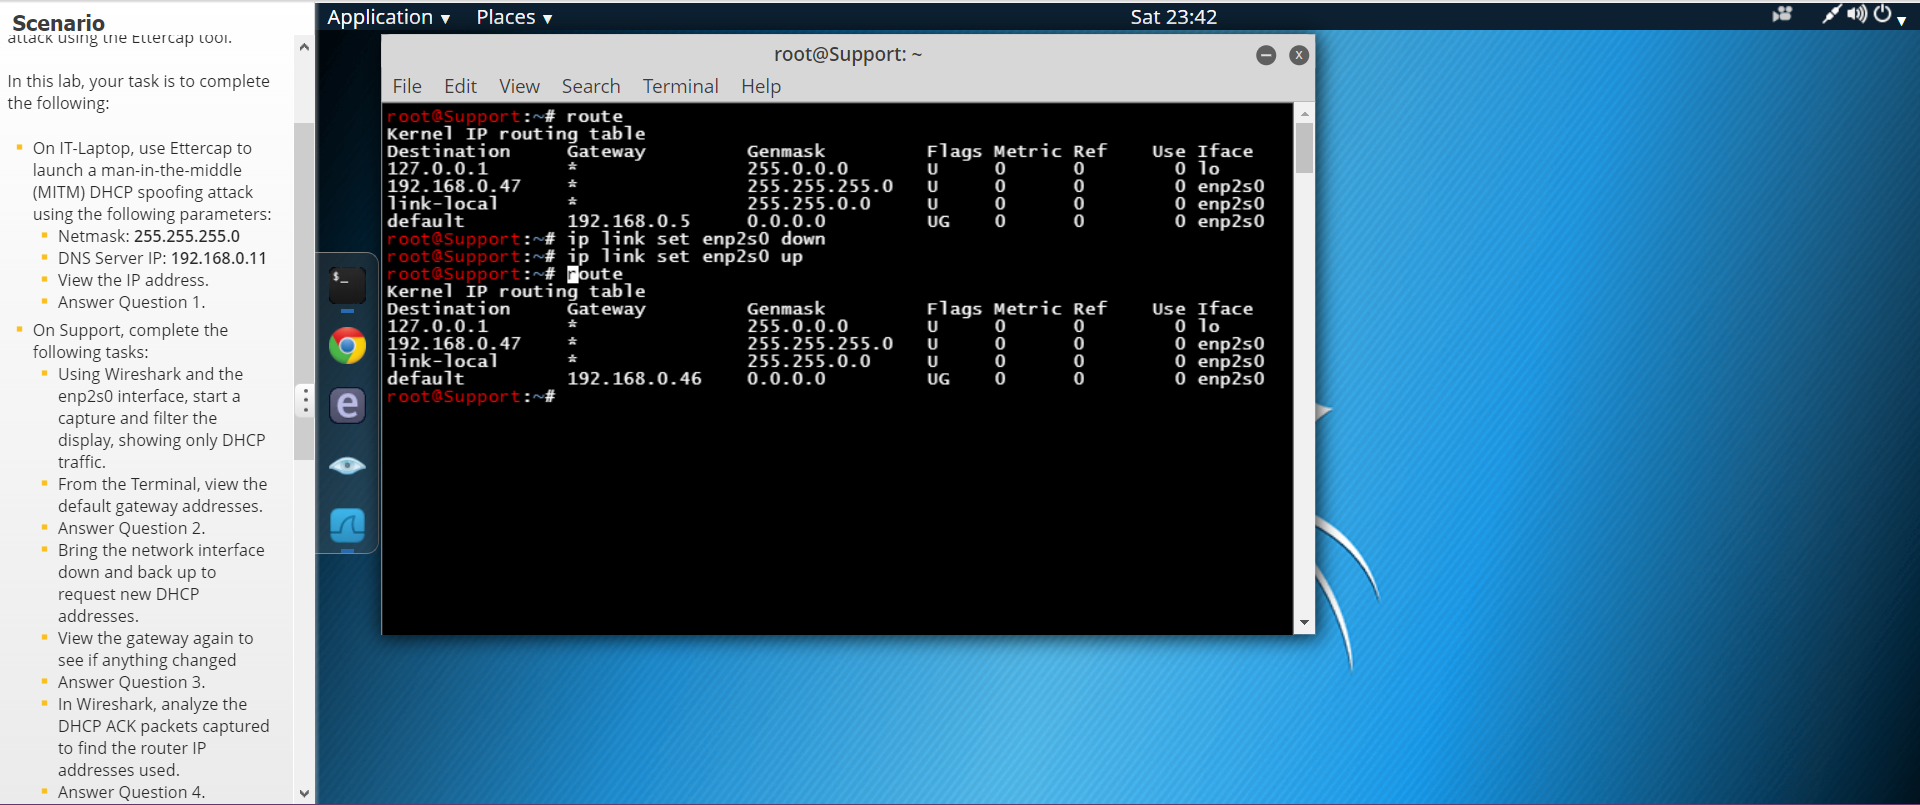 Scenario
attack using the Ettercap tool.
In this lab, your task is to complete
the following:
On IT-Laptop, use Ettercap to
launch a man-in-the-middle
(MITM) DHCP spoofing attack
using the following parameters:
Netmask: 255.255.255.0
DNS Server IP: 192.168.0.11
View the IP address.
Answer Question 1.
On Support, complete the
following tasks:
Using Wireshark and the
enp2s0 interface, start a
capture and filter the
display, showing only DHCP
traffic.
From the Terminal, view the
default gateway addresses.
Answer Question 2.
Bring the network interface
down and back up to
request new DHCP
addresses.
View the gateway again to
see if anything changed
Answer Question 3.
In Wireshark, analyze the
DHCP ACK packets captured
to find the router IP
addresses used.
Answer Question 4.
Application ▾ Places ▾ Sat 23:42
root@Support: ~
File Edit View Search Terminal Help
root@Support:~# route
Kernel IP routing table
Destination Gateway Genmask Flags Metric Ref Use Iface
127.0.0.1 * 255.0.0.0 U 0 0 0 lo
192.168.0.47 * 255.255.255.0 U 0 0 0 enp2s0
link-local * 255.255.0.0 U 0 0 0 enp2s0
default 192.168.0.5 0.0.0.0 UG 0 0 0 enp2s0
root@Support:~# ip link set enp2s0 down
root@Support:~# ip link set enp2s0 up
root@Support:~# route
Kernel IP routing table
Destination Gateway Genmask Flags Metric Ref Use Iface
127.0.0.1 * 255.0.0.0 U 0 0 0 lo
192.168.0.47 * 255.255.255.0 U 0 0 0 enp2s0
link-local * 255.255.0.0 U 0 0 0 enp2s0
default 192.168.0.46 0.0.0.0 UG 0 0 0 enp2s0
root@Support:~#
$_
e